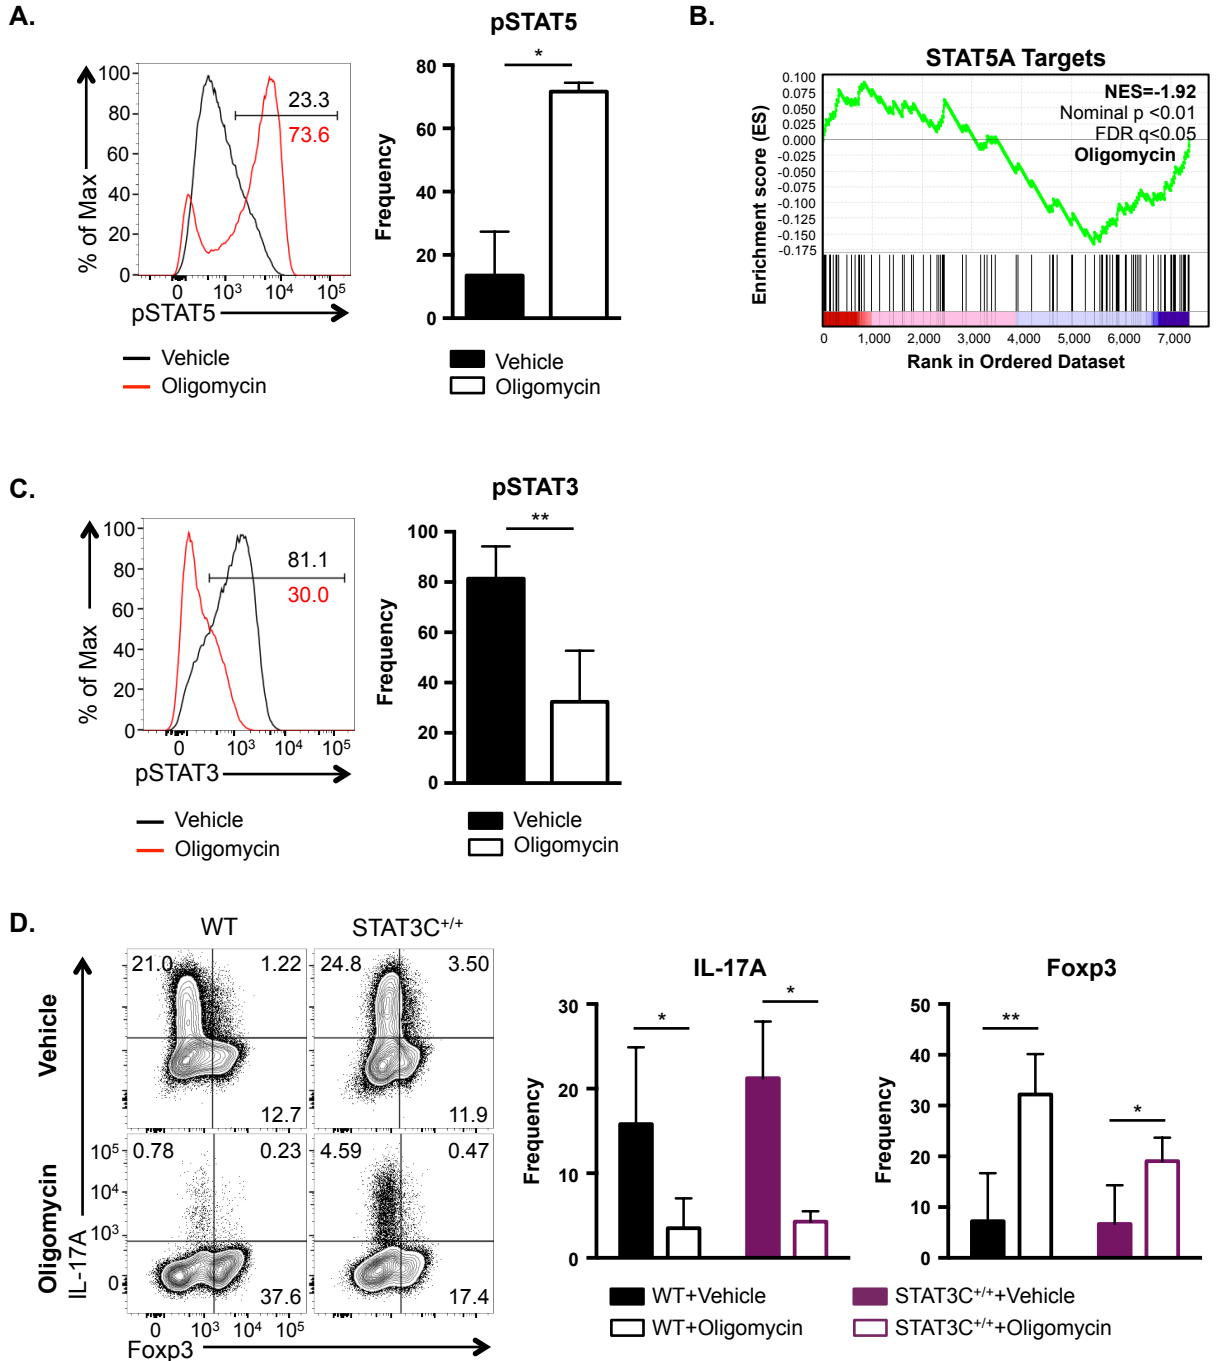 A.
pSTAT5
% of Max
100
80
60
40
20
0
23.3
73.6
0 10³ 10⁴ 10⁵
pSTAT5
Vehicle
Oligomycin
Frequency
80
60
40
20
0
*
Vehicle
Oligomycin
B.
STAT5A Targets
Enrichment score (ES)
0.100
0.075
0.050
0.025
0.000
-0.025
-0.050
-0.075
-0.100
-0.125
-0.150
-0.175
NES=-1.92
Nominal p <0.01
FDR q<0.05
Oligomycin
0 1,000 2,000 3,000 4,000 5,000 6,000 7,000
Rank in Ordered Dataset
C.
pSTAT3
% of Max
100
80
60
40
20
0
81.1
30.0
0 10³ 10⁴ 10⁵
pSTAT3
Vehicle
Oligomycin
Frequency
100
80
60
40
20
0
**
Vehicle
Oligomycin
D.
WT STAT3C⁺/⁺
Vehicle
21.0 1.22 24.8 3.50
12.7 11.9
Oligomycin
IL-17A
10⁵
10⁴
10³
0
0.78 0.23 4.59 0.47
37.6 17.4
0 10³ 10⁴ 10⁵
Foxp3
IL-17A
Frequency
30
20
10
0
* *
Foxp3
Frequency
50
40
30
20
10
0
** *
WT+Vehicle STAT3C⁺/⁺+Vehicle
WT+Oligomycin STAT3C⁺/⁺+Oligomycin